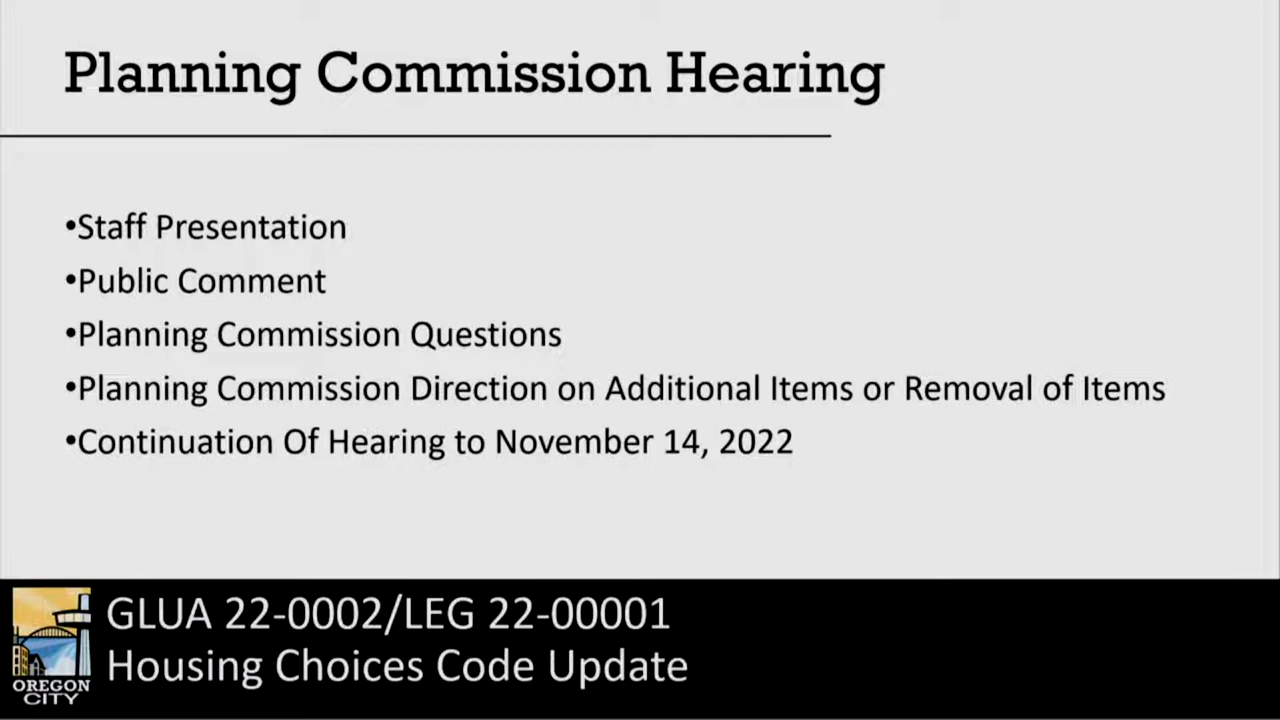 Planning Commission Hearing
•Staff Presentation
•Public Comment
•Planning Commission Questions
•Planning Commission Direction on Additional Items or Removal of Items
•Continuation Of Hearing to November 14, 2022
GLUA 22-0002/LEG 22-00001
Housing Choices Code Update
OREGON
CITY